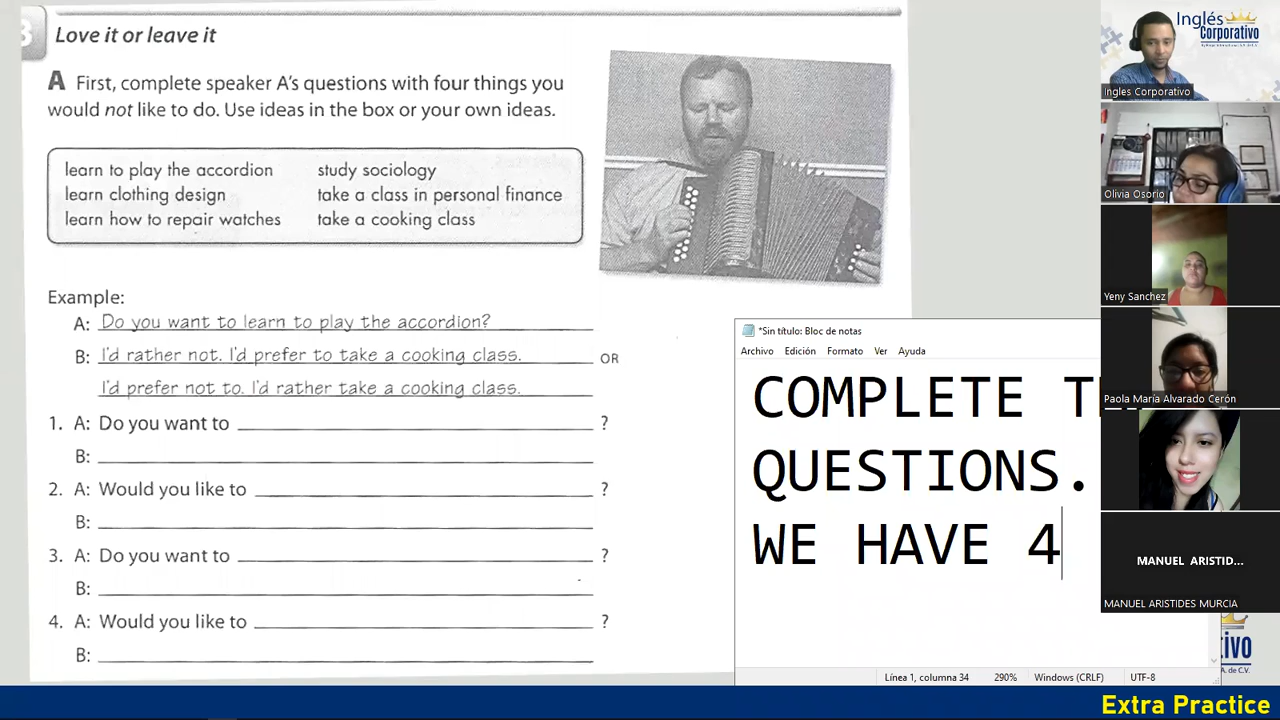 3 Love it or leave it
A First, complete speaker A's questions with four things you
would not like to do. Use ideas in the box or your own ideas.
learn to play the accordion
learn clothing design
learn how to repair watches
study sociology
take a class in personal finance
take a cooking class
Example:
A: Do you want to learn to play the accordion?
B: I'd rather not. I'd prefer to take a cooking class. OR
I'd prefer not to. I'd rather take a cooking class.
1. A: Do you want to ?
B:
2. A: Would you like to ?
B:
3. A: Do you want to ?
B:
4. A: Would you like to ?
B:
*Sin título: Bloc de notas
Archivo Edición Formato Ver Ayuda
COMPLETE
QUESTIONS.
WE HAVE 4
Línea 1, columna 34 290% Windows (CRLF) UTF-8
Inglés
Corporativo
Ingles Corporativo
Olivia Osorio
Yeny Sanchez
Paola María Alvarado Cerón
MANUEL ARISTID...
MANUEL ARISTIDES MURCIA
ivo
A. de C.V.
Extra Practice